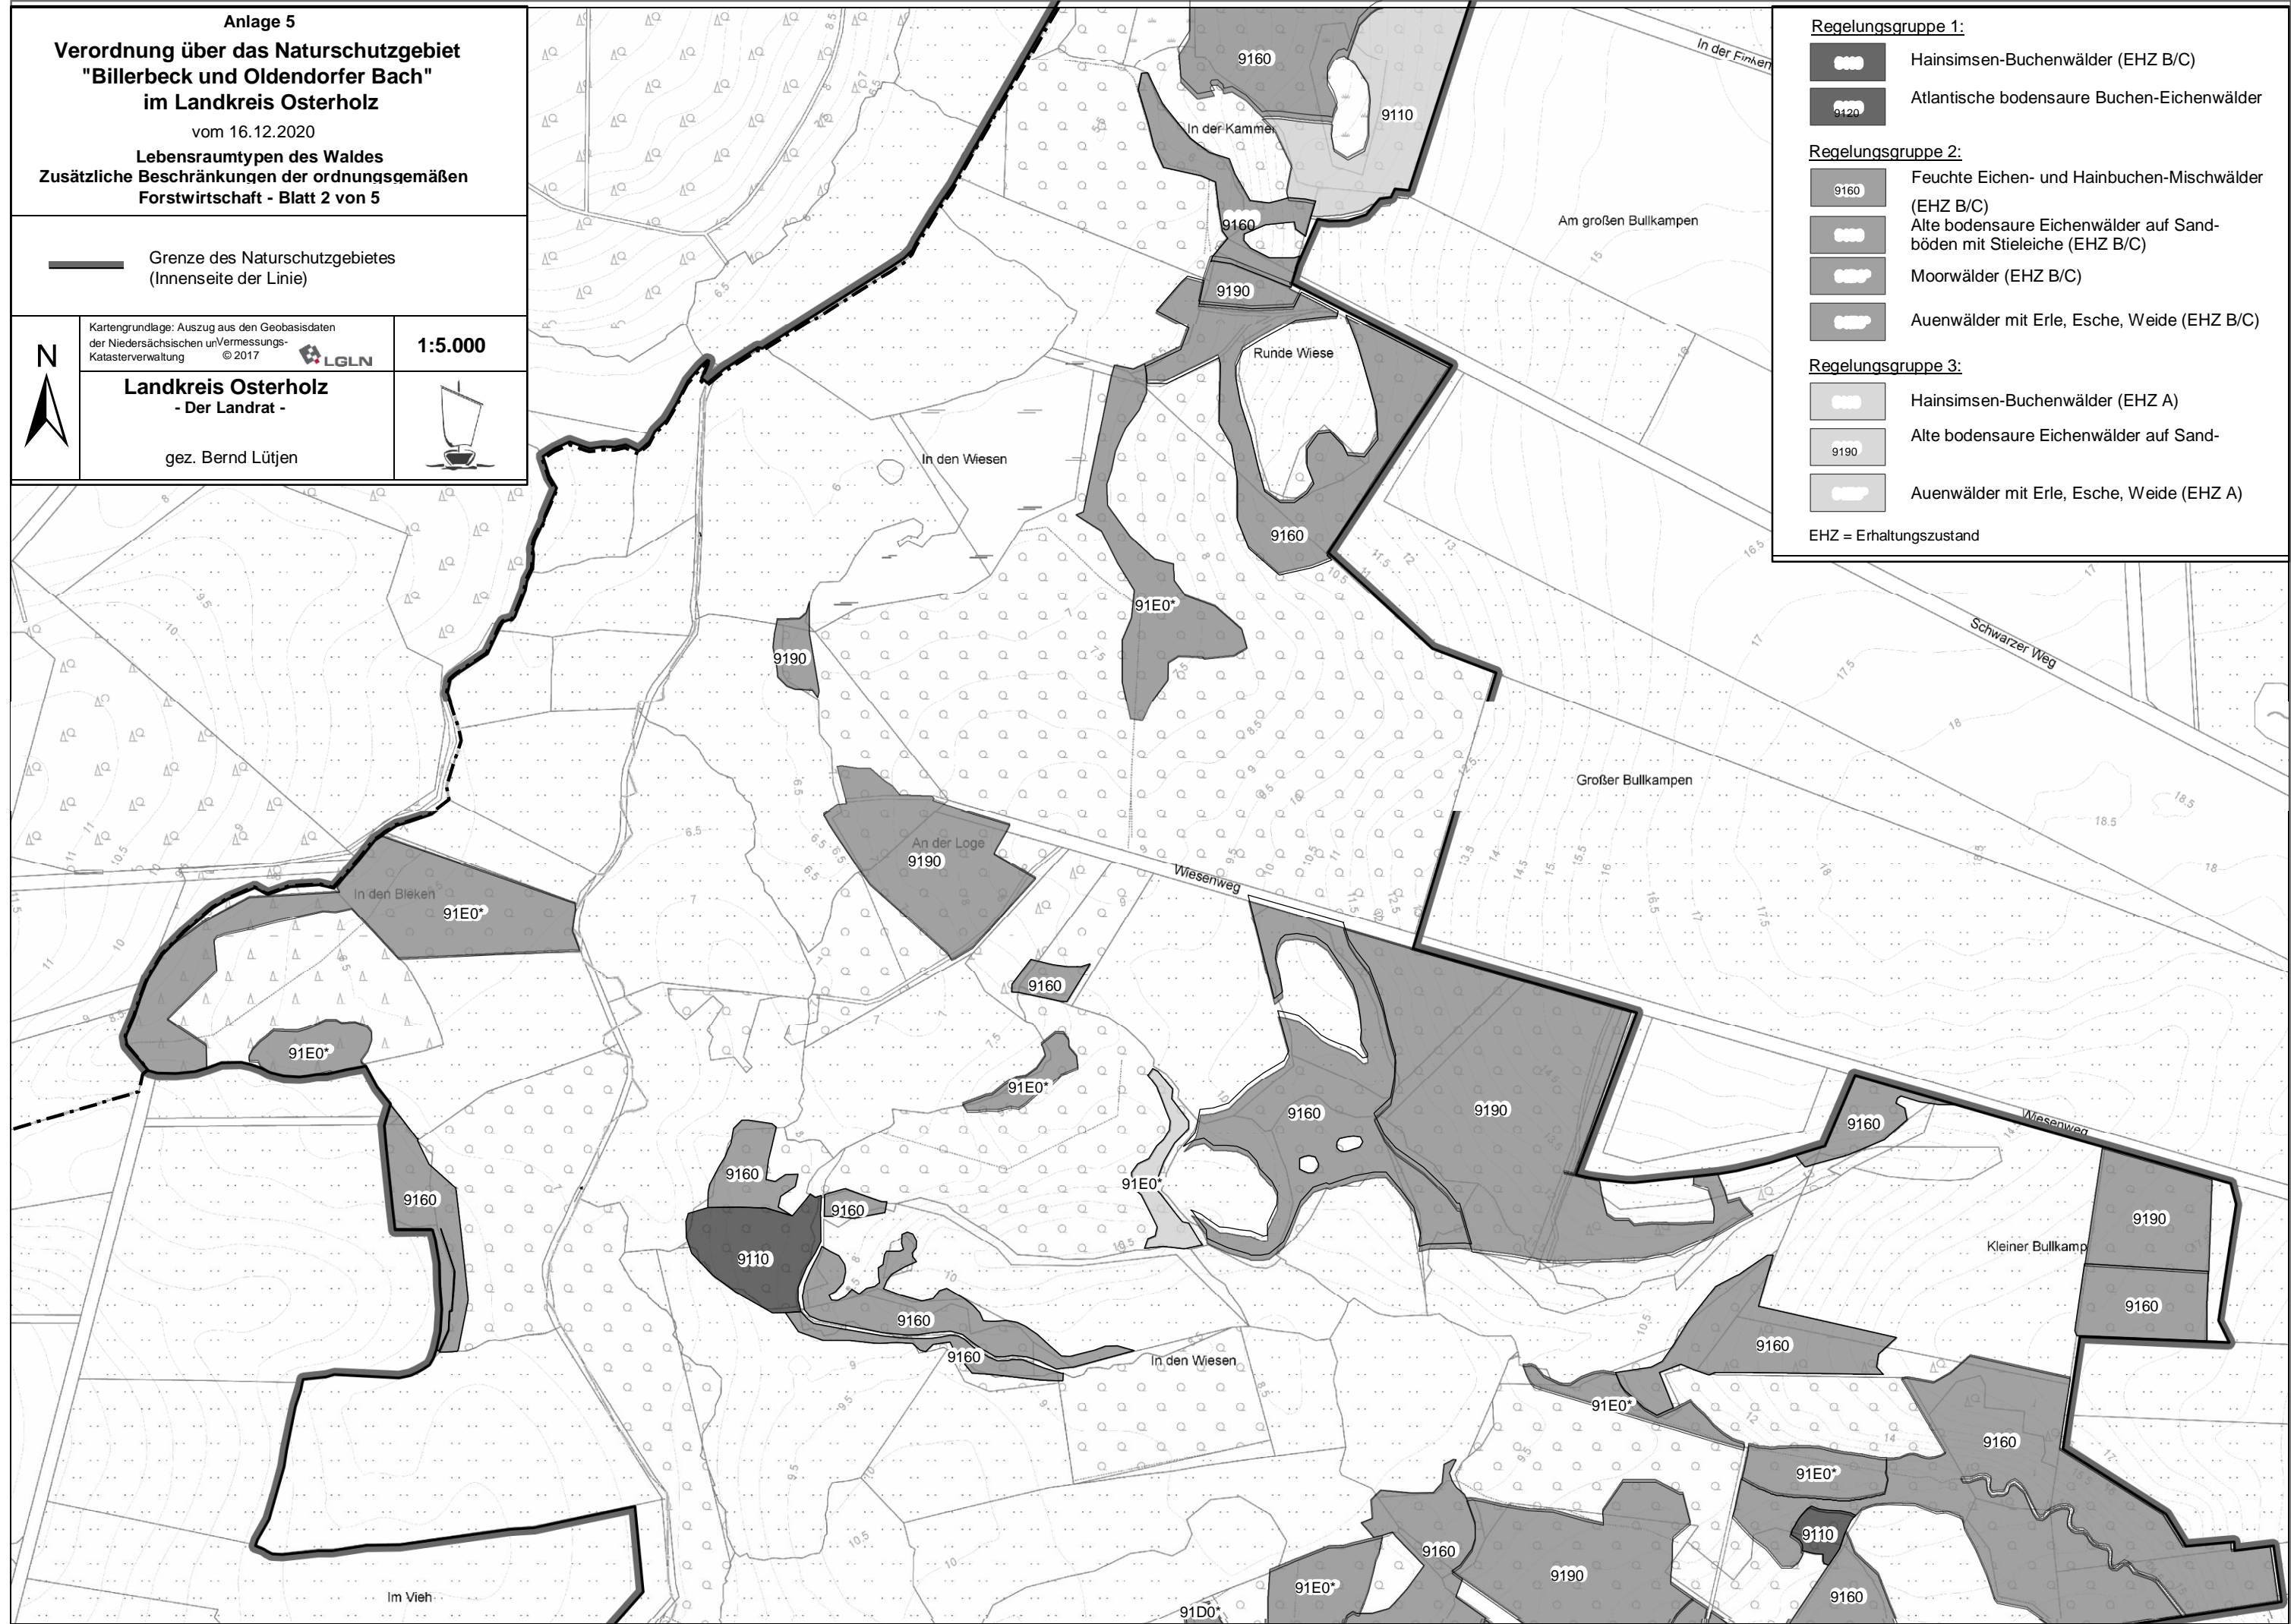 Anlage 5
Verordnung über das Naturschutzgebiet
"Billerbeck und Oldendorfer Bach"
im Landkreis Osterholz
vom 16.12.2020
Lebensraumtypen des Waldes
Zusätzliche Beschränkungen der ordnungsgemäßen
Forstwirtschaft - Blatt 2 von 5
Grenze des Naturschutzgebietes
(Innenseite der Linie)
N
Kartengrundlage: Auszug aus den Geobasisdaten
der Niedersächsischen un Vermessungs-
Katasterverwaltung © 2017
LGLN
1:5.000
Landkreis Osterholz
- Der Landrat -
gez. Bernd Lütjen
Regelungsgruppe 1:
Hainsimsen-Buchenwälder (EHZ B/C)
9120
Atlantische bodensaure Buchen-Eichenwälder
Regelungsgruppe 2:
9160
Feuchte Eichen- und Hainbuchen-Mischwälder
(EHZ B/C)
Alte bodensaure Eichenwälder auf Sand-
böden mit Stieleiche (EHZ B/C)
Moorwälder (EHZ B/C)
Auenwälder mit Erle, Esche, Weide (EHZ B/C)
Regelungsgruppe 3:
Hainsimsen-Buchenwälder (EHZ A)
9190
Alte bodensaure Eichenwälder auf Sand-
Auenwälder mit Erle, Esche, Weide (EHZ A)
EHZ = Erhaltungszustand
In der Finken
9160
9110
In der Kammer
9160
Am großen Bullkampen
9190
Runde Wiese
In den Wiesen
9160
91E0*
9190
Schwarzer Weg
Großer Bullkampen
An der Loge
9190
Wiesenweg
In den Bleken
91E0*
9160
91E0*
91E0*
9160
9190
9160
Wiesenweg
9160
91E0*
9160
9160
9190
9110
Kleiner Bullkamp
9160
9160
9160
9160
In den Wiesen
9160
91E0*
9160
91E0*
9110
9160
9190
91E0*
9160
Im Vieh
91D0*